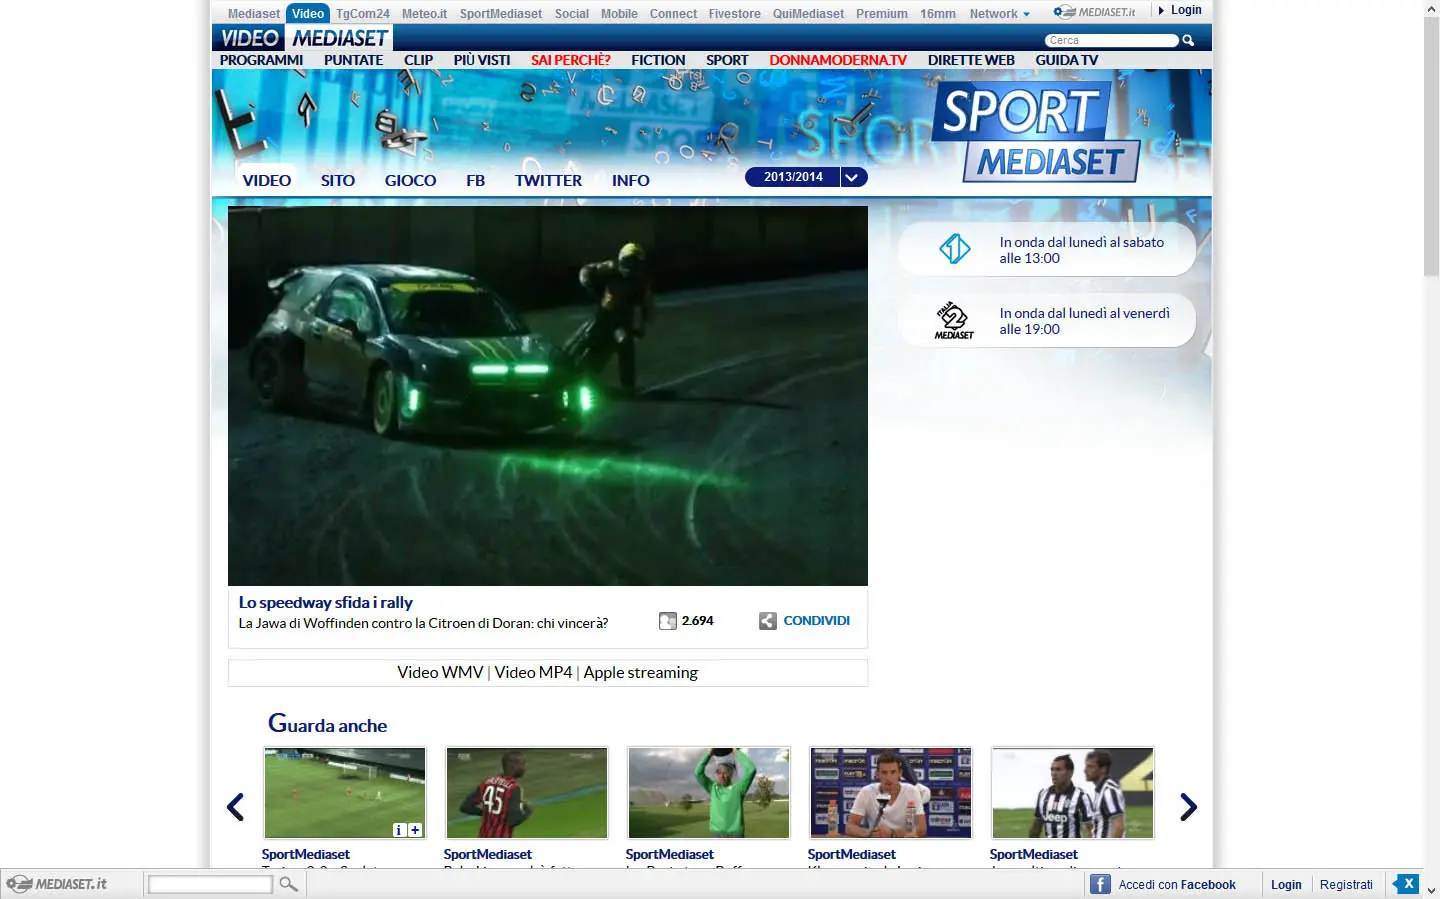 Mediaset Video TgCom24 Meteo.it SportMediaset Social Mobile Connect Fivestore QuiMediaset Premium 16mm Network MEDIASET.it Login
VIDEO MEDIASET Cerca
PROGRAMMI PUNTATE CLIP PIÙ VISTI SAI PERCHÈ? FICTION SPORT DONNAMODERNA.TV DIRETTE WEB GUIDA TV
SPORT
MEDIASET
VIDEO SITO GIOCO FB TWITTER INFO 2013/2014
In onda dal lunedì al sabato
alle 13:00
ITALIA 2
MEDIASET
In onda dal lunedì al venerdì
alle 19:00
Lo speedway sfida i rally
La Jawa di Woffinden contro la Citroen di Doran: chi vincerà?
2.694 CONDIVIDI
Video WMV | Video MP4 | Apple streaming
Guarda anche
45
Jeep
i +
SportMediaset SportMediaset SportMediaset SportMediaset SportMediaset
MEDIASET.it Accedi con Facebook Login Registrati X